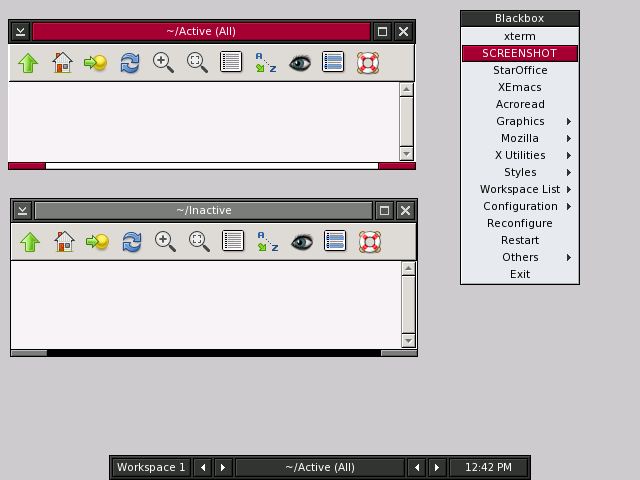 ~/Active (All)
A
Z
~/Inactive
A
Z
Blackbox
xterm
SCREENSHOT
StarOffice
XEmacs
Acroread
Graphics
Mozilla
X Utilities
Styles
Workspace List
Configuration
Reconfigure
Restart
Others
Exit
Workspace 1
~/Active (All)
12:42 PM